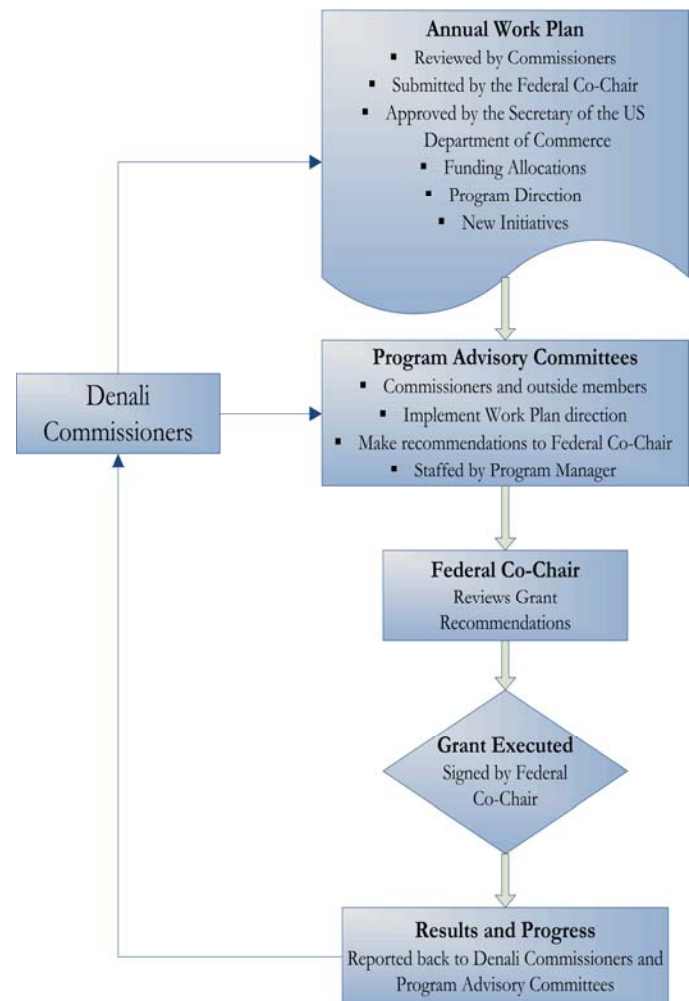 Annual Work Plan
▪ Reviewed by Commissioners
▪ Submitted by the Federal Co-Chair
▪ Approved by the Secretary of the US
Department of Commerce
▪ Funding Allocations
▪ Program Direction
▪ New Initiatives
Denali
Commissioners
Program Advisory Committees
▪ Commissioners and outside members
▪ Implement Work Plan direction
▪ Make recommendations to Federal Co-Chair
▪ Staffed by Program Manager
Federal Co-Chair
Reviews Grant
Recommendations
Grant Executed
Signed by Federal
Co-Chair
Results and Progress
Reported back to Denali Commissioners and
Program Advisory Committees